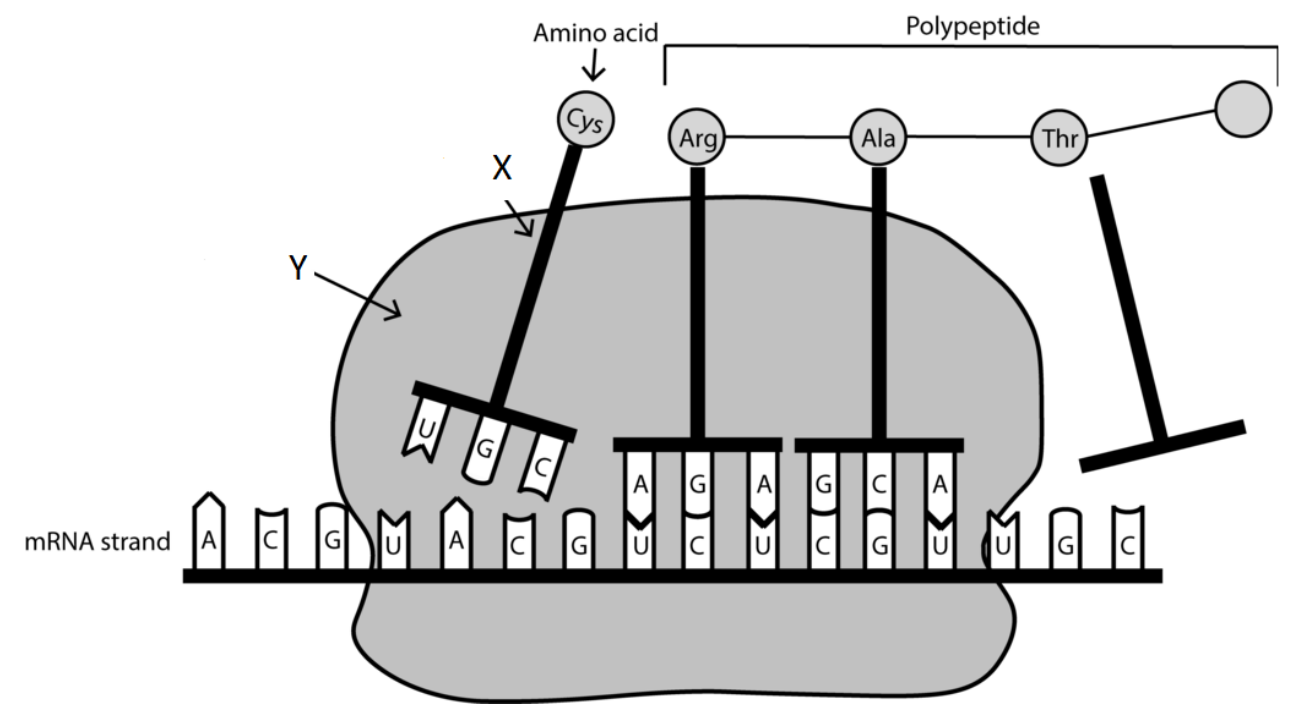 Polypeptide
Amino acid
Cys
Arg
Ala
Thr
X
Y
U G C
A G A G C A
mRNA strand
A C G U A C G U C U C G U U G C